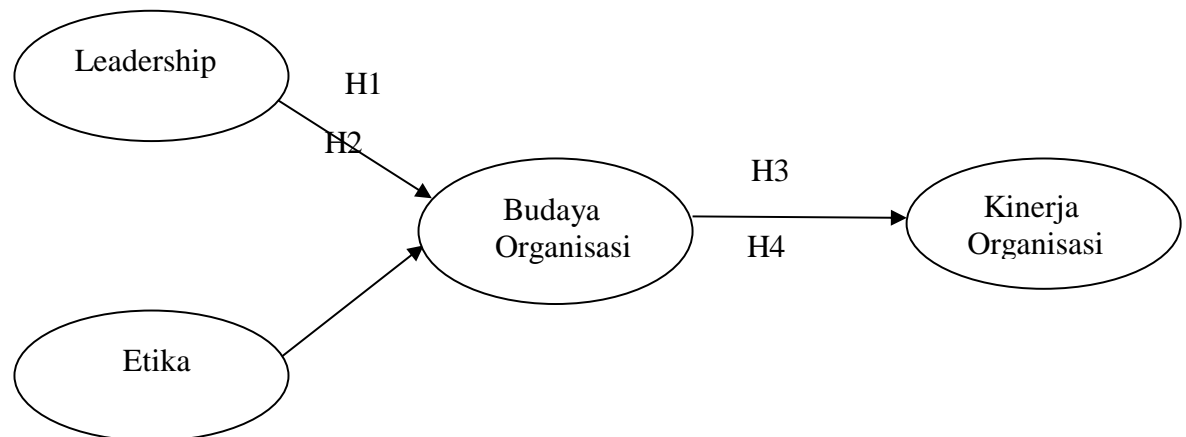 Leadership
H1
H2
H3
Budaya
Organisasi
Kinerja
Organisasi
H4
Etika